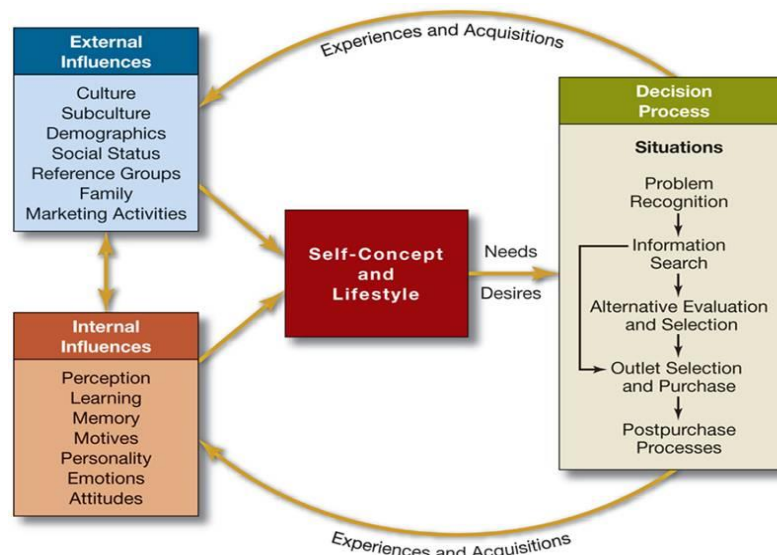 Experiences and Acquisitions
External
Influences
Culture
Subculture
Demographics
Social Status
Reference Groups
Family
Marketing Activities
Internal
Influences
Perception
Learning
Memory
Motives
Personality
Emotions
Attitudes
Self-Concept
and
Lifestyle
Needs
Desires
Decision
Process
Situations
Problem
Recognition
Information
Search
Alternative Evaluation
and Selection
Outlet Selection
and Purchase
Postpurchase
Processes
Experiences and Acquisitions